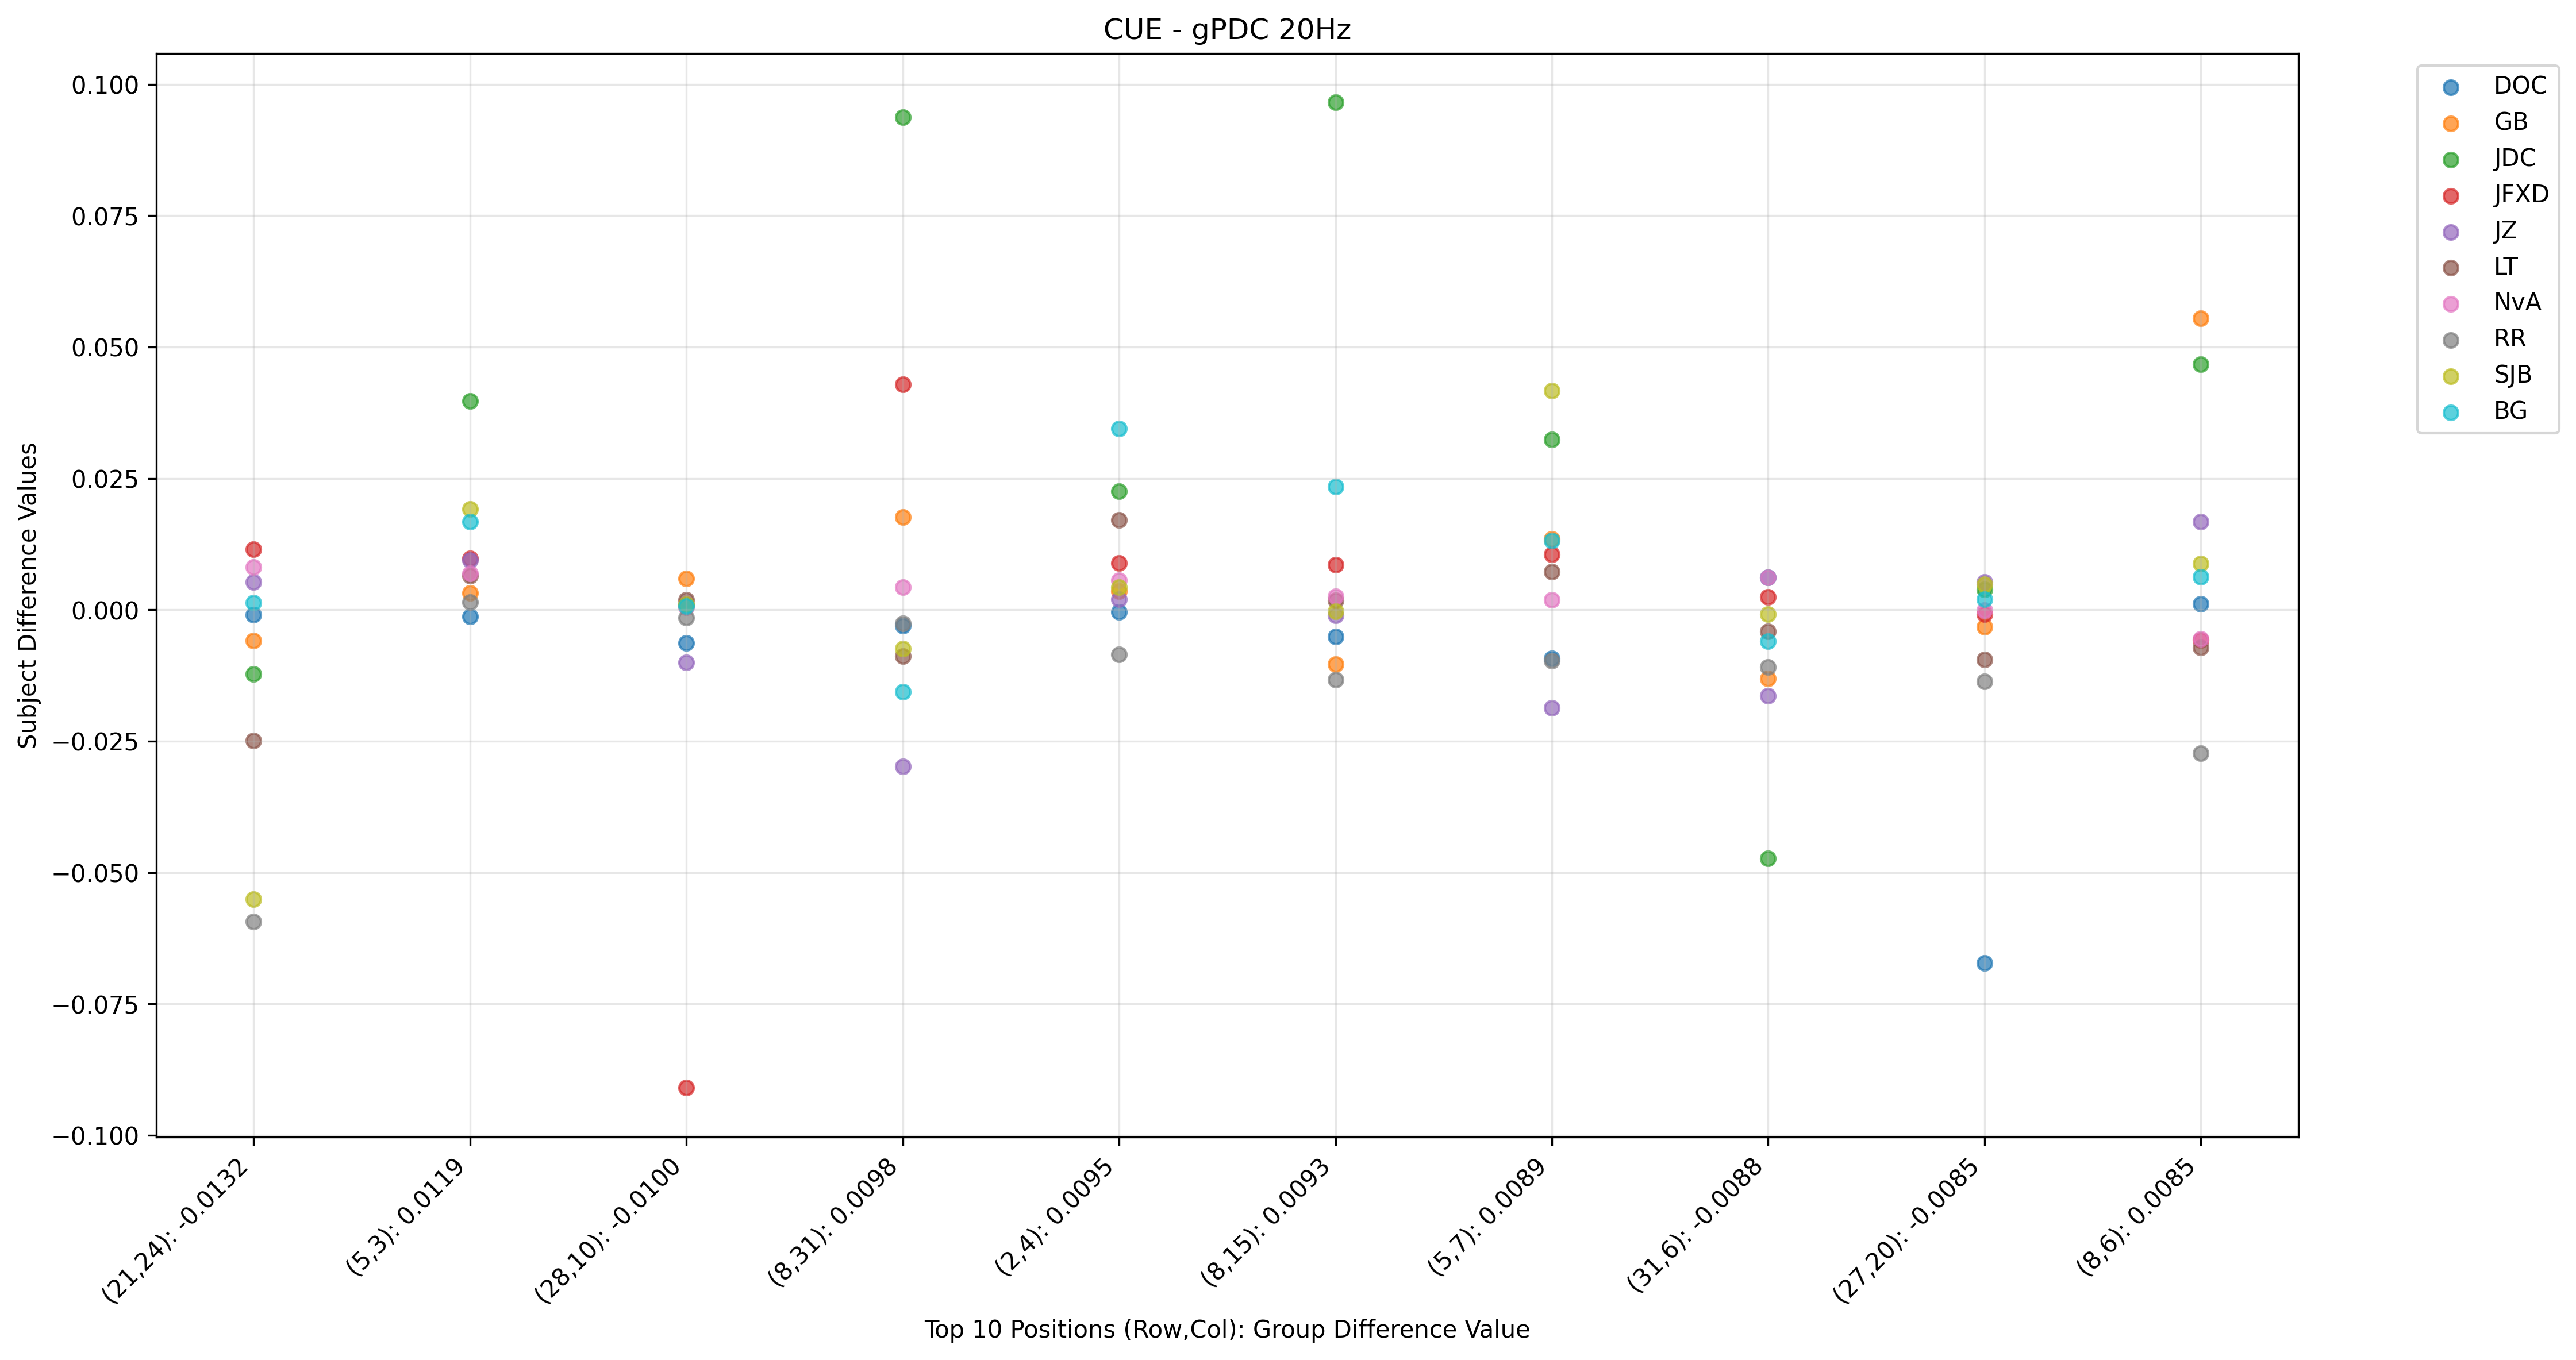 CUE - gPDC 20Hz
Subject Difference Values
0.100
0.075
0.050
0.025
0.000
−0.025
−0.050
−0.075
−0.100
(21,24): -0.0132
(5,3): 0.0119
(28,10): -0.0100
(8,31): 0.0098
(2,4): 0.0095
(8,15): 0.0093
(5,7): 0.0089
(31,6): -0.0088
(27,20): -0.0085
(8,6): 0.0085
Top 10 Positions (Row,Col): Group Difference Value
DOC
GB
JDC
JFXD
JZ
LT
NvA
RR
SJB
BG